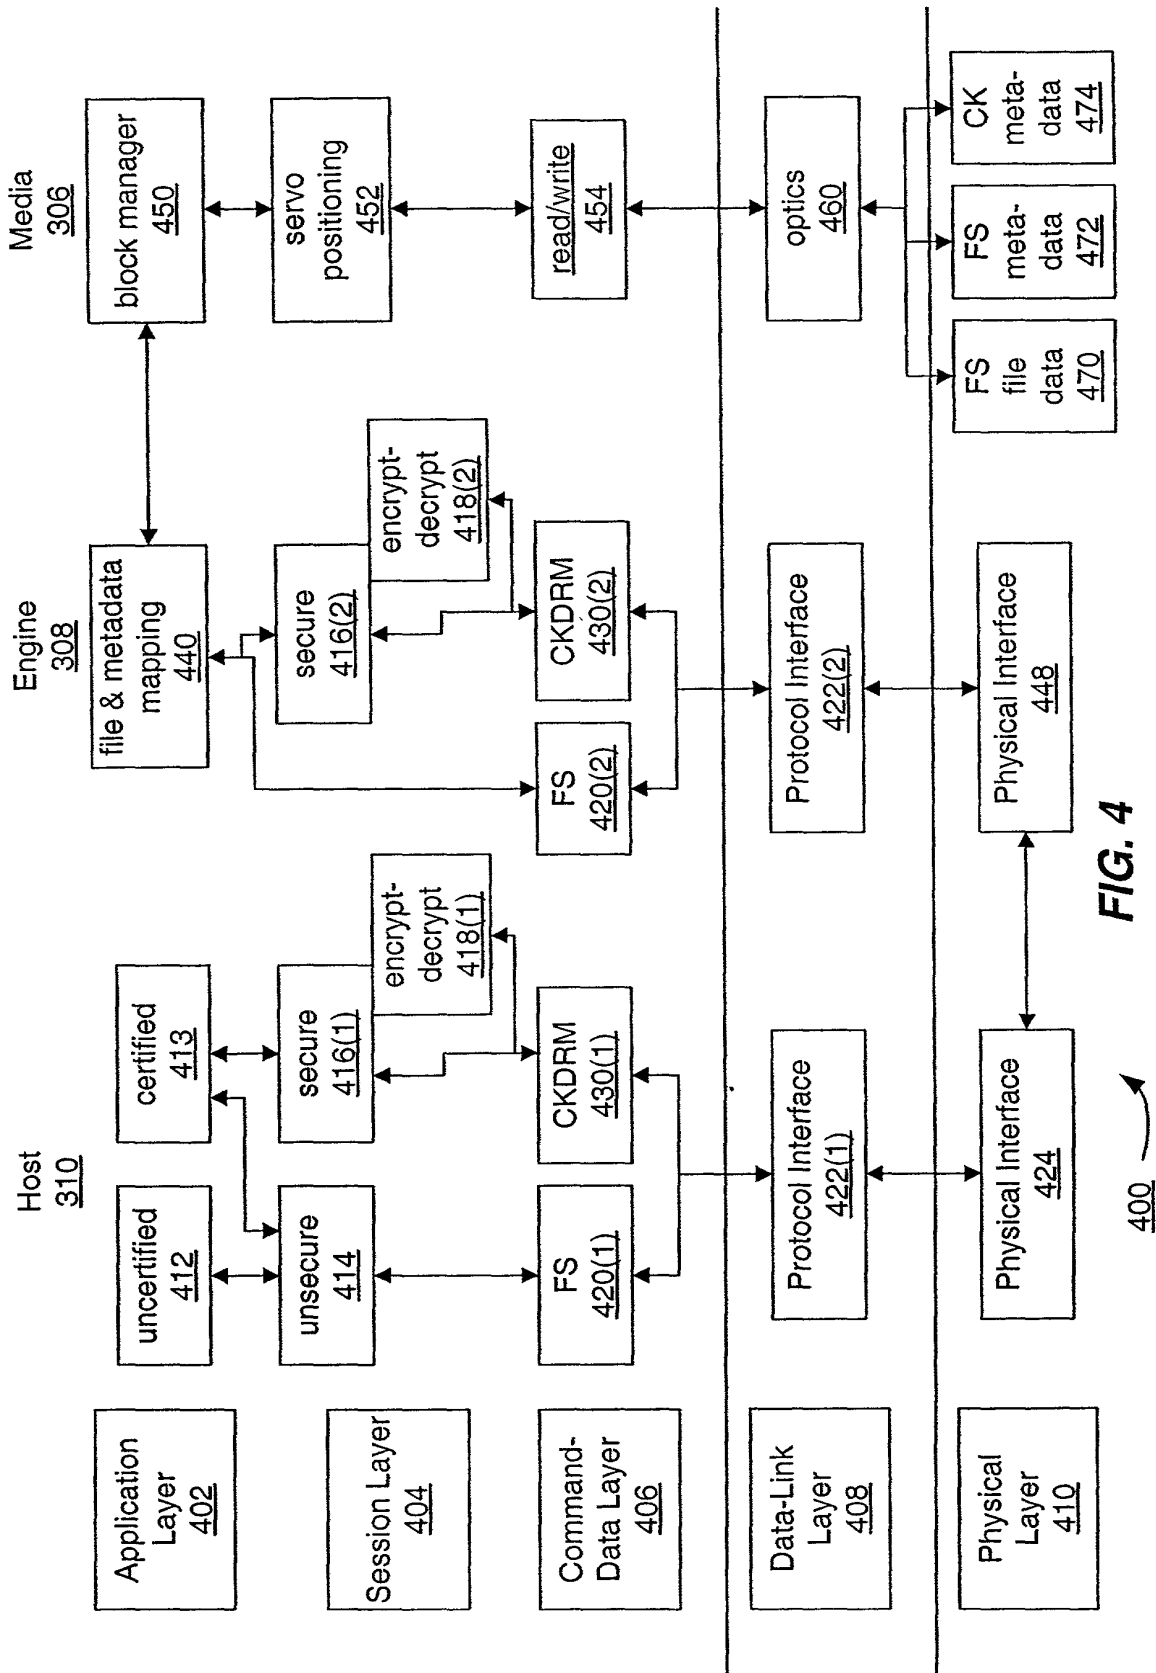 Host
310
Engine
308
Media
306
Application
Layer
402
uncertified
412
certified
413
file & metadata
mapping
440
block manager
450
Session Layer
404
unsecure
414
secure
416(1)
encrypt-
decrypt
418(1)
secure
416(2)
encrypt-
decrypt
418(2)
servo
positioning
452
Command-
Data Layer
406
FS
420(1)
CKDRM
430(1)
FS
420(2)
CKDRM
430(2)
read/write
454
Data-Link
Layer
408
Protocol Interface
422(1)
Protocol Interface
422(2)
optics
460
Physical
Layer
410
Physical Interface
424
Physical Interface
448
FS
file
data
470
FS
meta-
data
472
CK
meta-
data
474
400
FIG. 4